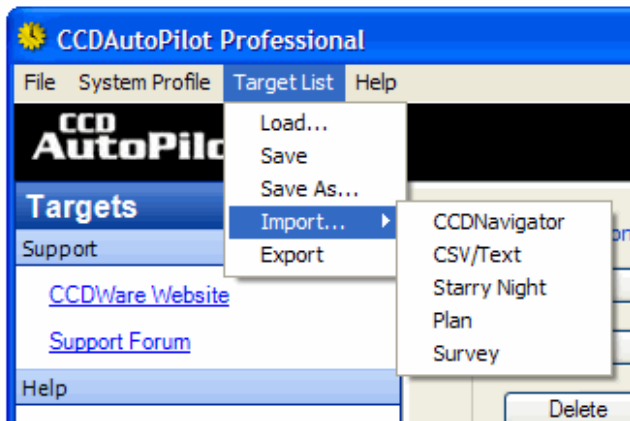 CCDAutoPilot Professional
File System Profile Target List Help
CCD
Load...
Save
Save As...
Targets
Import...
CCDNavigator
Support
Export
CSV/Text
CCDWare Website
Starry Night
Plan
Support Forum
Survey
Help
Delete